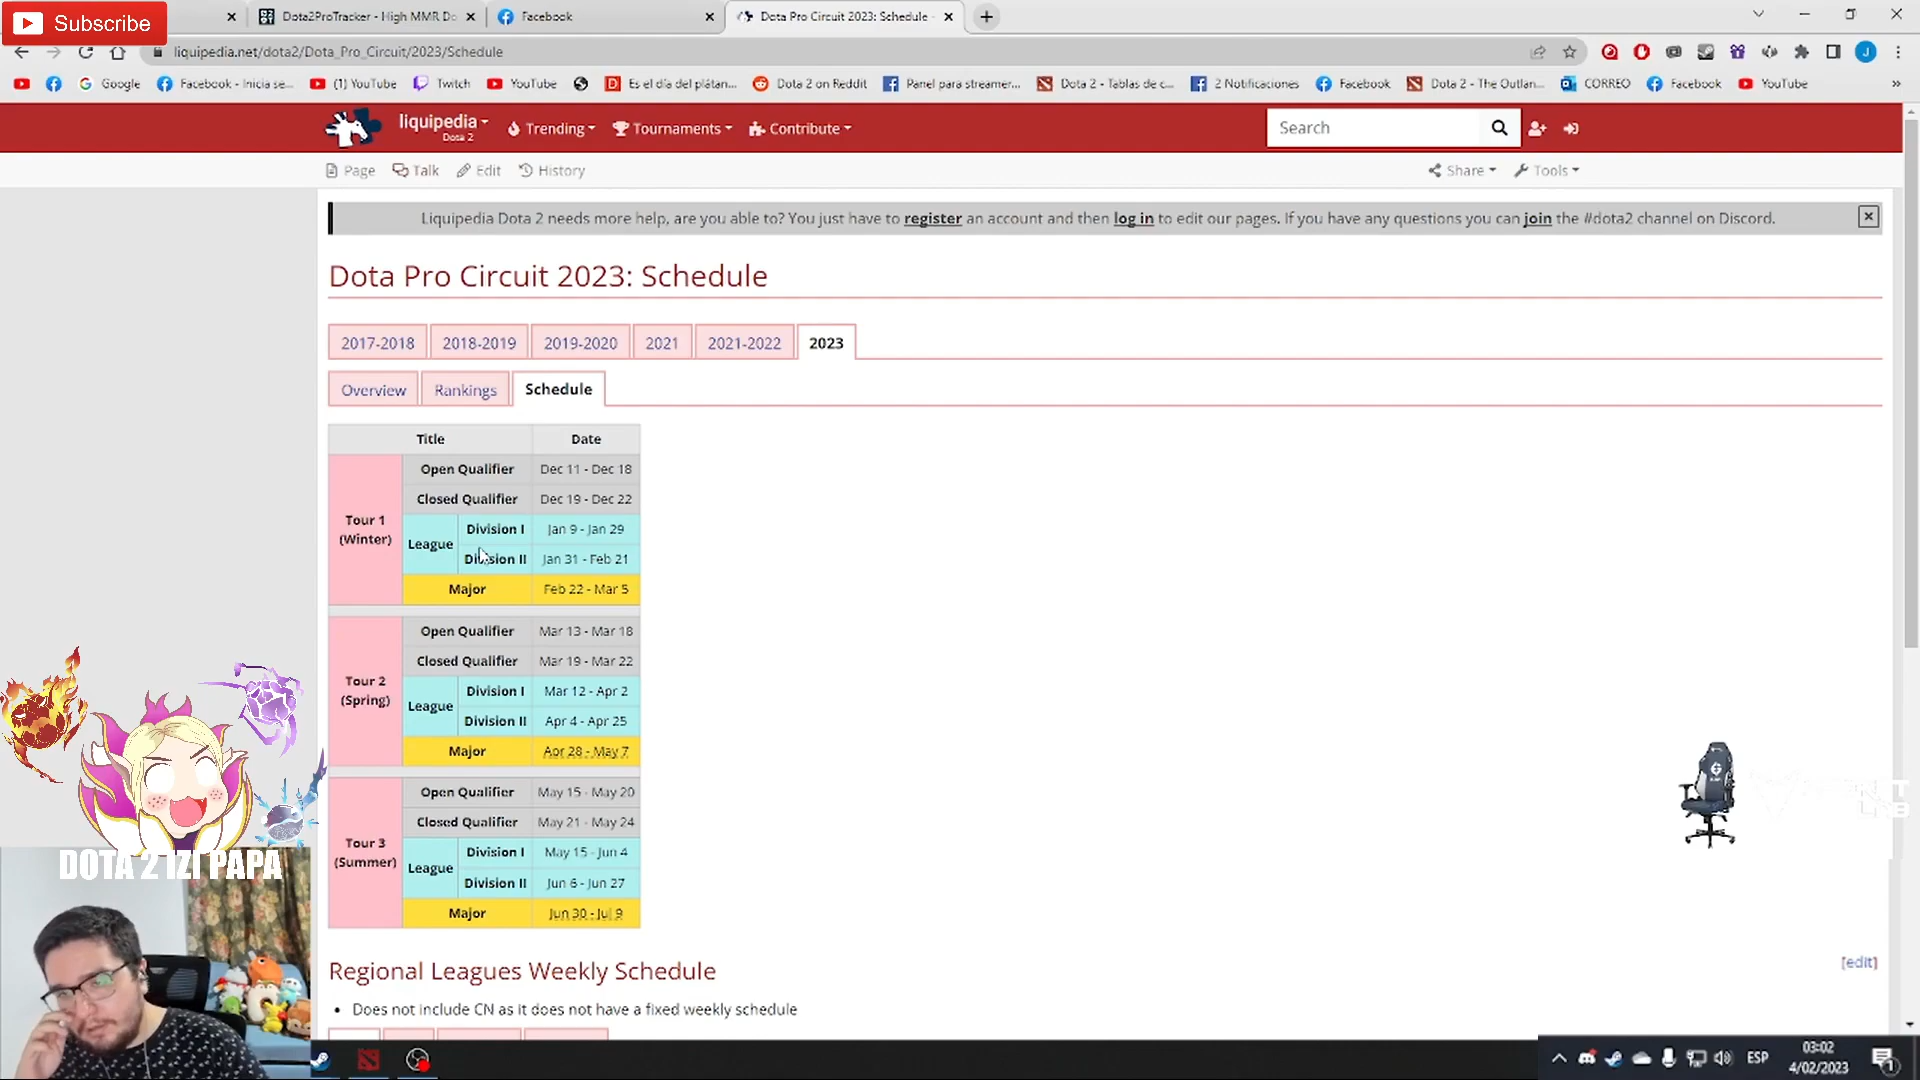 Subscribe
Dota2ProTracker - High MMR Do
Facebook
Dota Pro Circuit 2023: Schedule -
liquipedia.net/dota2/Dota_Pro_Circuit/2023/Schedule
Google
Facebook - Inicia se...
(1) YouTube
Twitch
YouTube
Es el día del plátan...
Dota 2 on Reddit
Panel para streamer...
Dota 2 - Tablas de c...
2 Notificaciones
Facebook
Dota 2 - The Outlan...
CORREO
Facebook
YouTube
liquipedia
Dota 2
Trending
Tournaments
Contribute
Search
Page
Talk
Edit
History
Share
Tools
Liquipedia Dota 2 needs more help, are you able to? You just have to register an account and then log in to edit our pages. If you have any questions you can join the #dota2 channel on Discord.
Dota Pro Circuit 2023: Schedule
2017-2018 2018-2019 2019-2020 2021 2021-2022 2023
Overview Rankings Schedule
Title Date
Tour 1
(Winter)
Open Qualifier Dec 11 - Dec 18
Closed Qualifier Dec 19 - Dec 22
League
Division I Jan 9 - Jan 29
Division II Jan 31 - Feb 21
Major Feb 22 - Mar 5
Tour 2
(Spring)
Open Qualifier Mar 13 - Mar 18
Closed Qualifier Mar 19 - Mar 22
League
Division I Mar 12 - Apr 2
Division II Apr 4 - Apr 25
Major Apr 28 - May 7
Tour 3
(Summer)
Open Qualifier May 15 - May 20
Closed Qualifier May 21 - May 24
League
Division I May 15 - Jun 4
Division II Jun 6 - Jun 27
Major Jun 30 - Jul 9
Regional Leagues Weekly Schedule
[edit]
• Does not include CN as it does not have a fixed weekly schedule
DOTA 2 IZI PAPA
ESP
03:02
4/02/2023